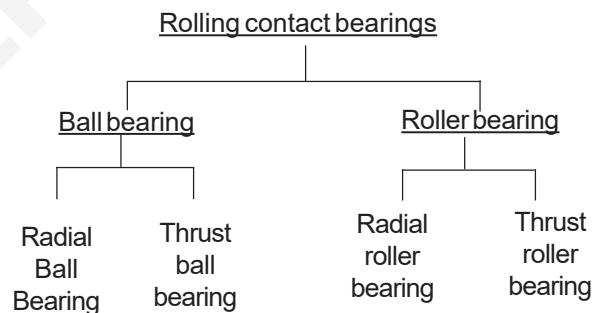 Rolling contact bearings
Ball bearing
Roller bearing
Radial
Ball
Bearing
Thrust
ball
bearing
Radial
roller
bearing
Thrust
roller
bearing